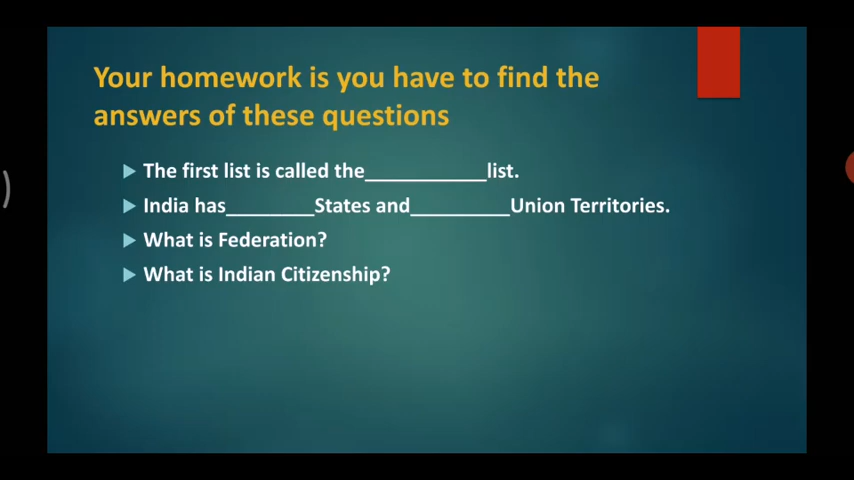 Your homework is you have to find the
answers of these questions
The first list is called the___________list.
India has________States and_________Union Territories.
What is Federation?
What is Indian Citizenship?